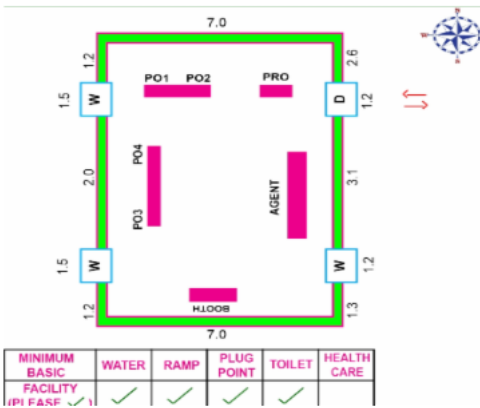 7.0
1.2
2.6
PO1 PO2
PRO
1.5
W
D
1.2
2.0
PO4
PO3
AGENT
3.1
1.5
W
W
1.2
BOOTH
1.2
1.3
7.0
MINIMUM
BASIC
FACILITY
(PLEASE ✓)
WATER
RAMP
PLUG
POINT
TOILET
HEALTH
CARE
✓ ✓ ✓ ✓